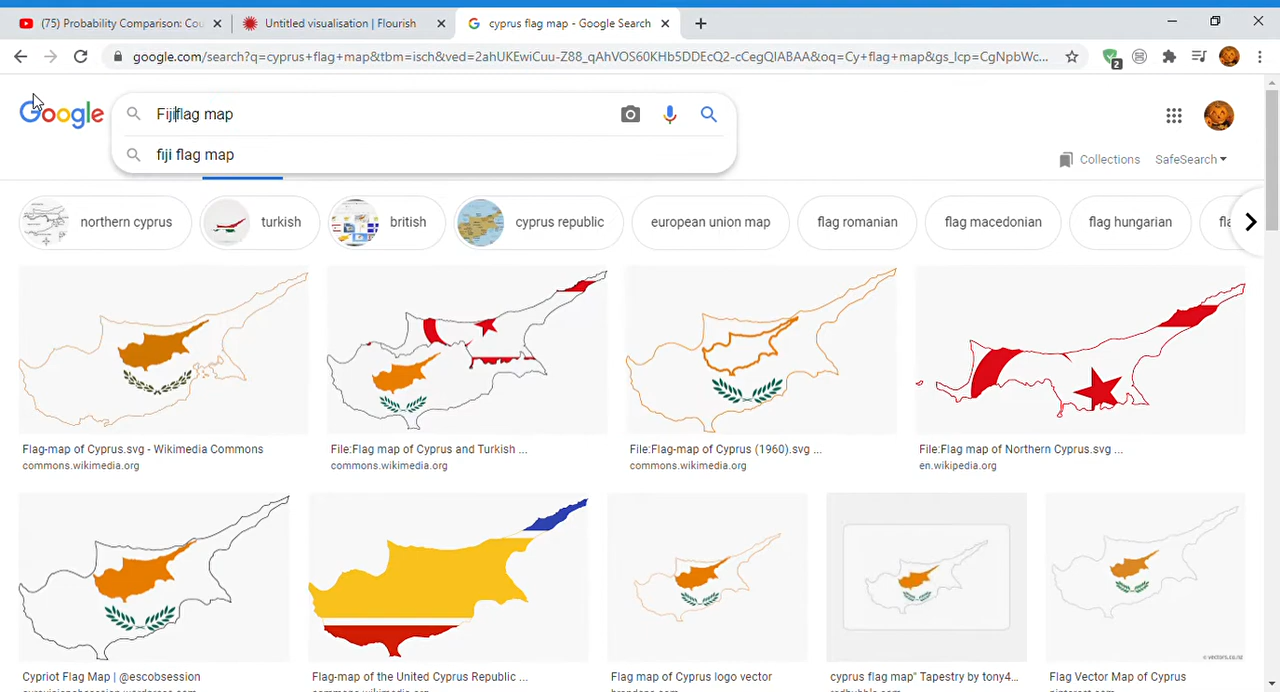 (75) Probability Comparison: Cou
Untitled visualisation | Flourish
cyprus flag map - Google Search
google.com/search?q=cyprus+flag+map&tbm=isch&ved=2ahUKEwiCuu-Z88_qAhVOS60KHb5DDEcQ2-cCegQIABAA&oq=Cy+flag+map&gs_lcp=CgNpbWc...
2
Google
Fijiflag map
fiji flag map
Collections
SafeSearch
northern cyprus
turkish
british
cyprus republic
european union map
flag romanian
flag macedonian
flag hungarian
fla
Flag-map of Cyprus.svg - Wikimedia Commons
commons.wikimedia.org
File:Flag map of Cyprus and Turkish ...
commons.wikimedia.org
File:Flag-map of Cyprus (1960).svg ...
commons.wikimedia.org
File:Flag map of Northern Cyprus.svg ...
en.wikipedia.org
© vectors.co.nz
Cypriot Flag Map | @escobsession
Flag-map of the united Cyprus Republic ...
Flag map of Cyprus logo vector
cyprus flag map" Tapestry by tony4...
Flag Vector Map of Cyprus